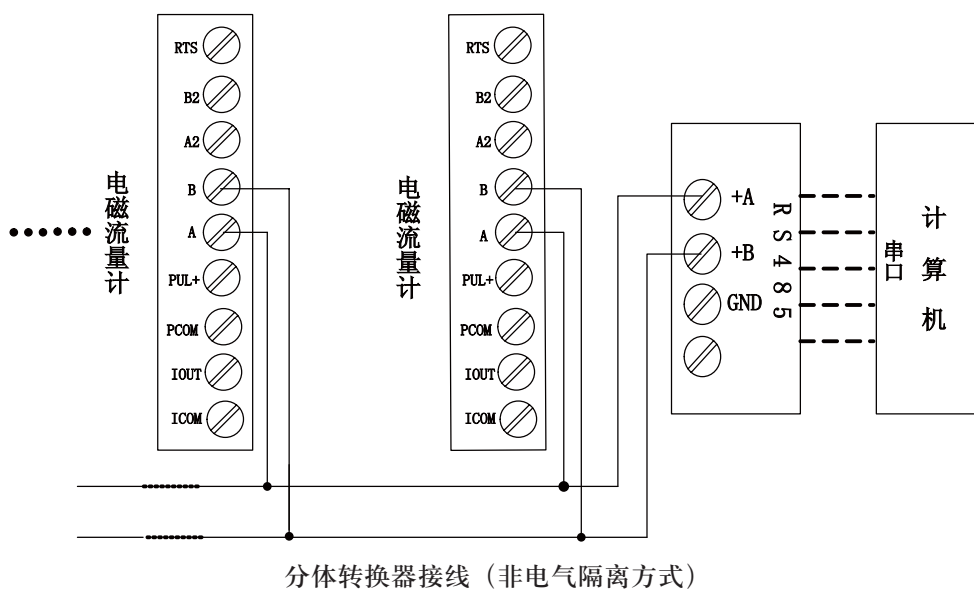 RTS
B2
A2
B
A
PUL+
PCOM
IOUT
ICOM
电磁流量计
RTS
B2
A2
B
A
PUL+
PCOM
IOUT
ICOM
电磁流量计
+A
+B
GND
RS485
串口
计算机
分体转换器接线（非电气隔离方式）